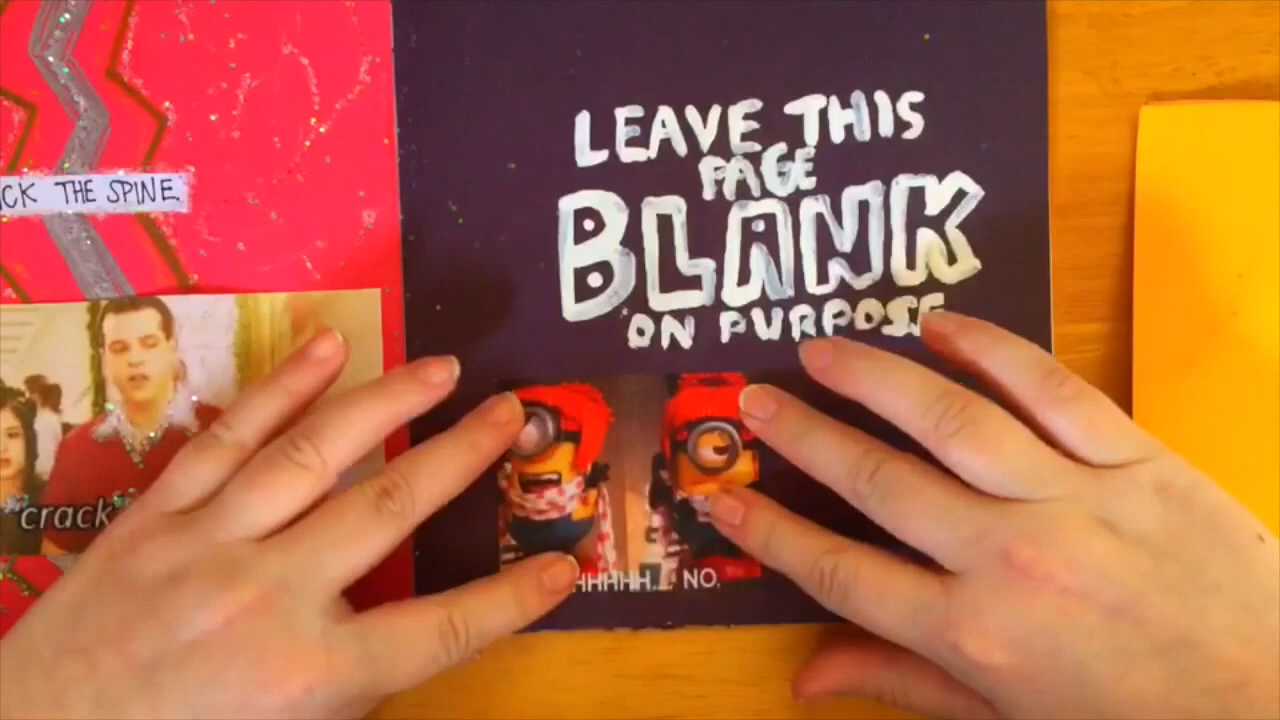 CK THE SPINE.
crack
LEAVE THIS
PAGE
BLANK
ON PURPOSE
HHHHH... NO.